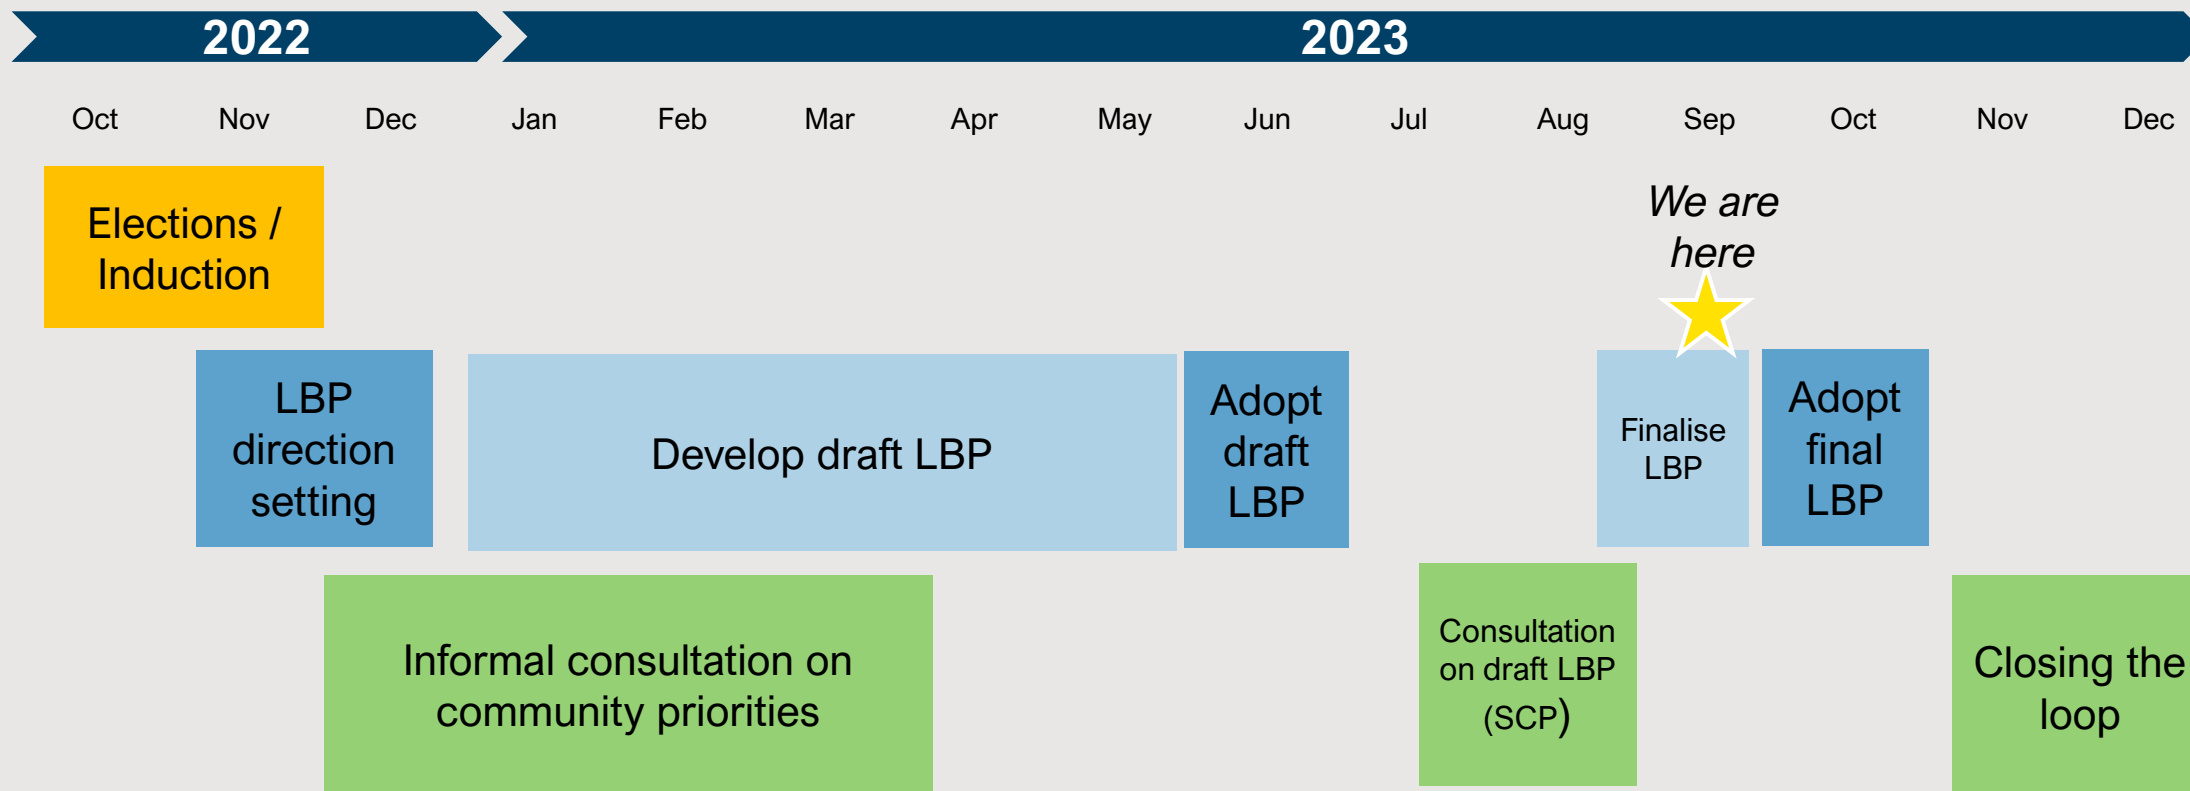 2022
2023
Oct Nov Dec Jan Feb Mar Apr May Jun Jul Aug Sep Oct Nov Dec
Elections /
Induction
We are
here
LBP
direction
setting
Develop draft LBP
Adopt
draft
LBP
Finalise
LBP
Adopt
final
LBP
Informal consultation on
community priorities
Consultation
on draft LBP
(SCP)
Closing the
loop